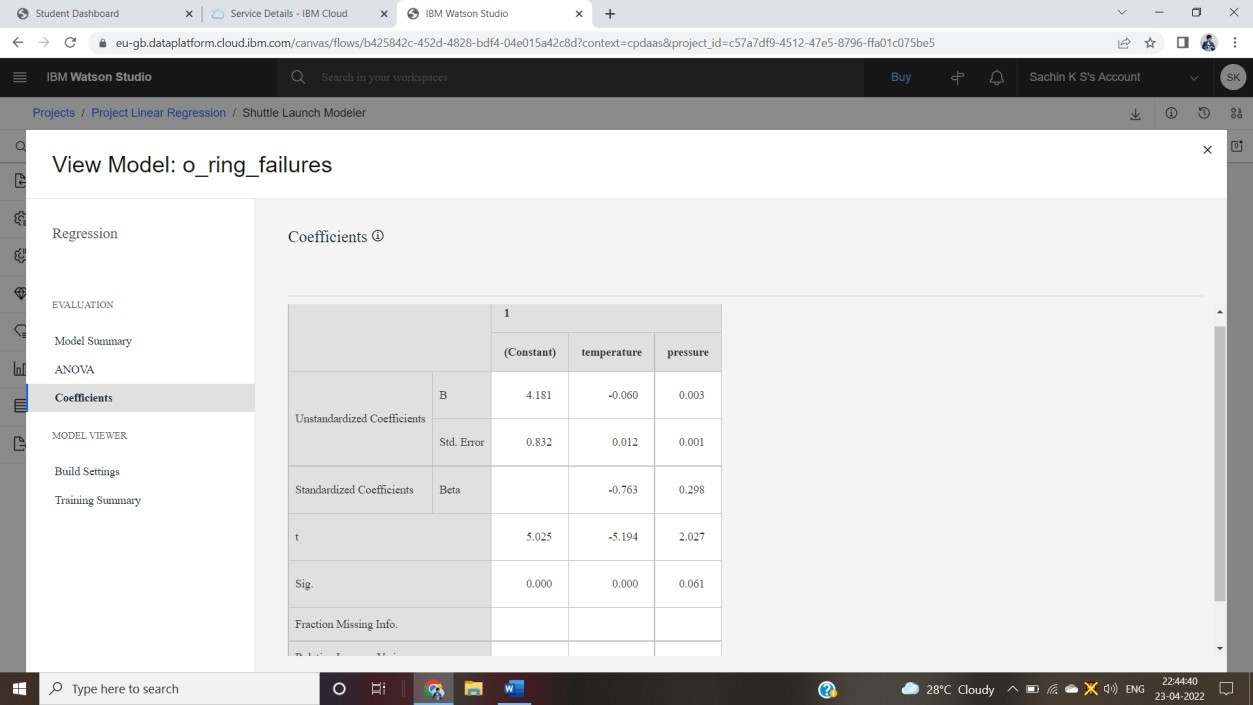 Student Dashboard
Service Details - IBM Cloud
IBM Watson Studio
eu-gb.dataplatform.cloud.ibm.com/canvas/flows/b425842c-452d-4828-bdf4-04e015a42c8d?context=cpdaas&project_id=c57a7df9-4512-47e5-8796-ffa01c075be5
IBM Watson Studio
Search in your workspaces
Buy
Sachin K S's Account
SK
Projects / Project Linear Regression / Shuttle Launch Modeler
View Model: o_ring_failures
Regression
Coefficients
EVALUATION
Model Summary
ANOVA
Coefficients
MODEL VIEWER
Build Settings
Training Summary
1
(Constant) temperature pressure
Unstandardized Coefficients B 4.181 -0.060 0.003
Std. Error 0.832 0.012 0.001
Standardized Coefficients Beta -0.763 0.298
t 5.025 -5.194 2.027
Sig. 0.000 0.000 0.061
Fraction Missing Info.
Type here to search
28°C Cloudy
ENG
22:44:40
23-04-2022